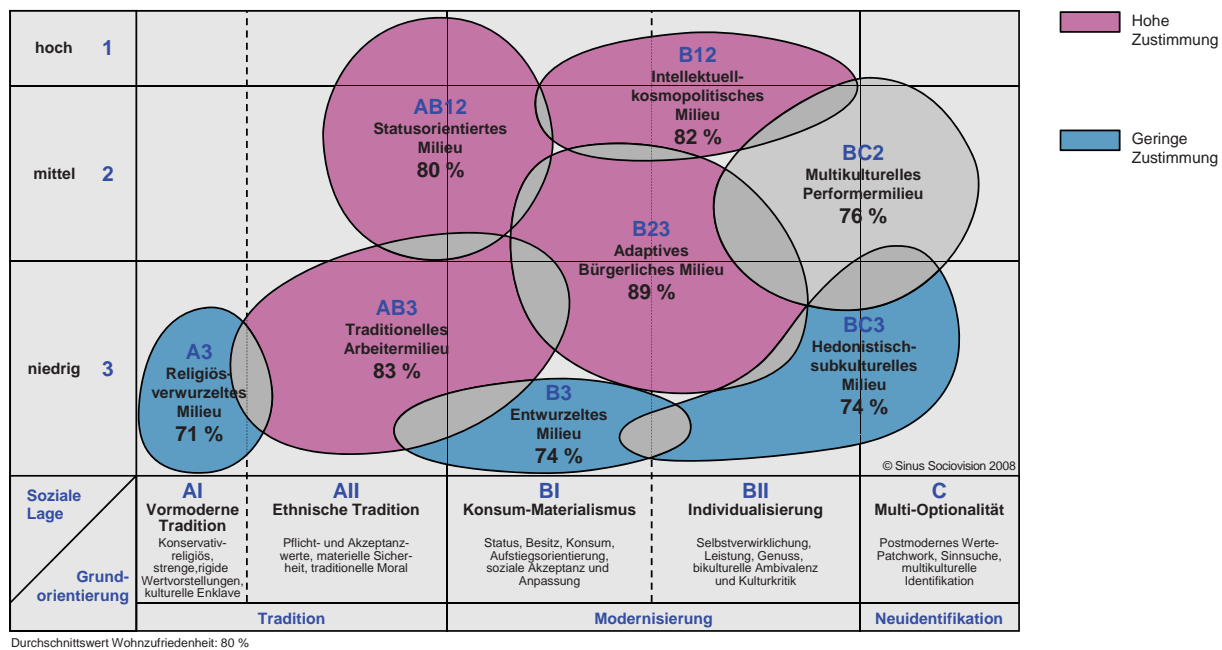 hoch 1
mittel 2
niedrig 3
AB12
Statusorientiertes
Milieu
80 %
B12
Intellektuell-
kosmopolitisches
Milieu
82 %
BC2
Multikulturelles
Performermilieu
76 %
B23
Adaptives
Bürgerliches Milieu
89 %
AB3
Traditionelles
Arbeitermilieu
83 %
A3
Religiös-
verwurzeltes
Milieu
71 %
B3
Entwurzeltes
Milieu
74 %
BC3
Hedonistisch-
subkulturelles
Milieu
74 %
© Sinus Sociovision 2008
Hohe
Zustimmung
Geringe
Zustimmung
Soziale
Lage
Grund-
orientierung
AI
Vormoderne
Tradition
Konservativ-
religiös,
strenge,rigide
Wertvorstellungen,
kulturelle Enklave
AII
Ethnische Tradition
Pflicht- und Akzeptanz-
werte, materielle Sicher-
heit, traditionelle Moral
BI
Konsum-Materialismus
Status, Besitz, Konsum,
Aufstiegsorientierung,
soziale Akzeptanz und
Anpassung
BII
Individualisierung
Selbstverwirklichung,
Leistung, Genuss,
bikulturelle Ambivalenz
und Kulturkritik
C
Multi-Optionalität
Postmodernes Werte-
Patchwork, Sinnsuche,
multikulturelle
Identifikation
Tradition
Modernisierung
Neuidentifikation
Durchschnittswert Wohnzufriedenheit: 80 %